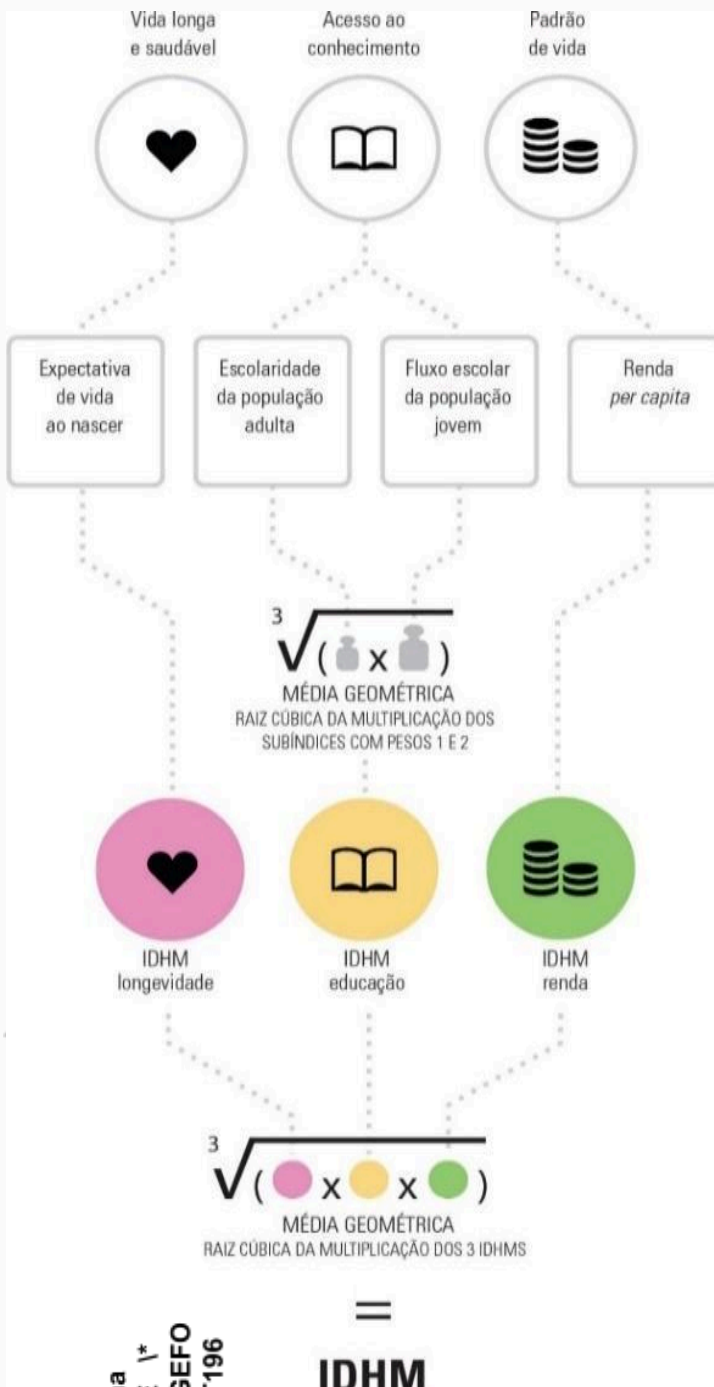 Vida longa
e saudável
Acesso ao
conhecimento
Padrão
de vida
Expectativa
de vida
ao nascer
Escolaridade
da população
adulta
Fluxo escolar
da população
jovem
Renda
per capita
3
√ ( x )
MÉDIA GEOMÉTRICA
RAIZ CÚBICA DA MULTIPLICAÇÃO DOS
SUBÍNDICES COM PESOS 1 E 2
IDHM
longevidade
IDHM
educação
IDHM
renda
3
√ ( x x )
MÉDIA GEOMÉTRICA
RAIZ CÚBICA DA MULTIPLICAÇÃO DOS 3 IDHMS
=
IDHM
\*